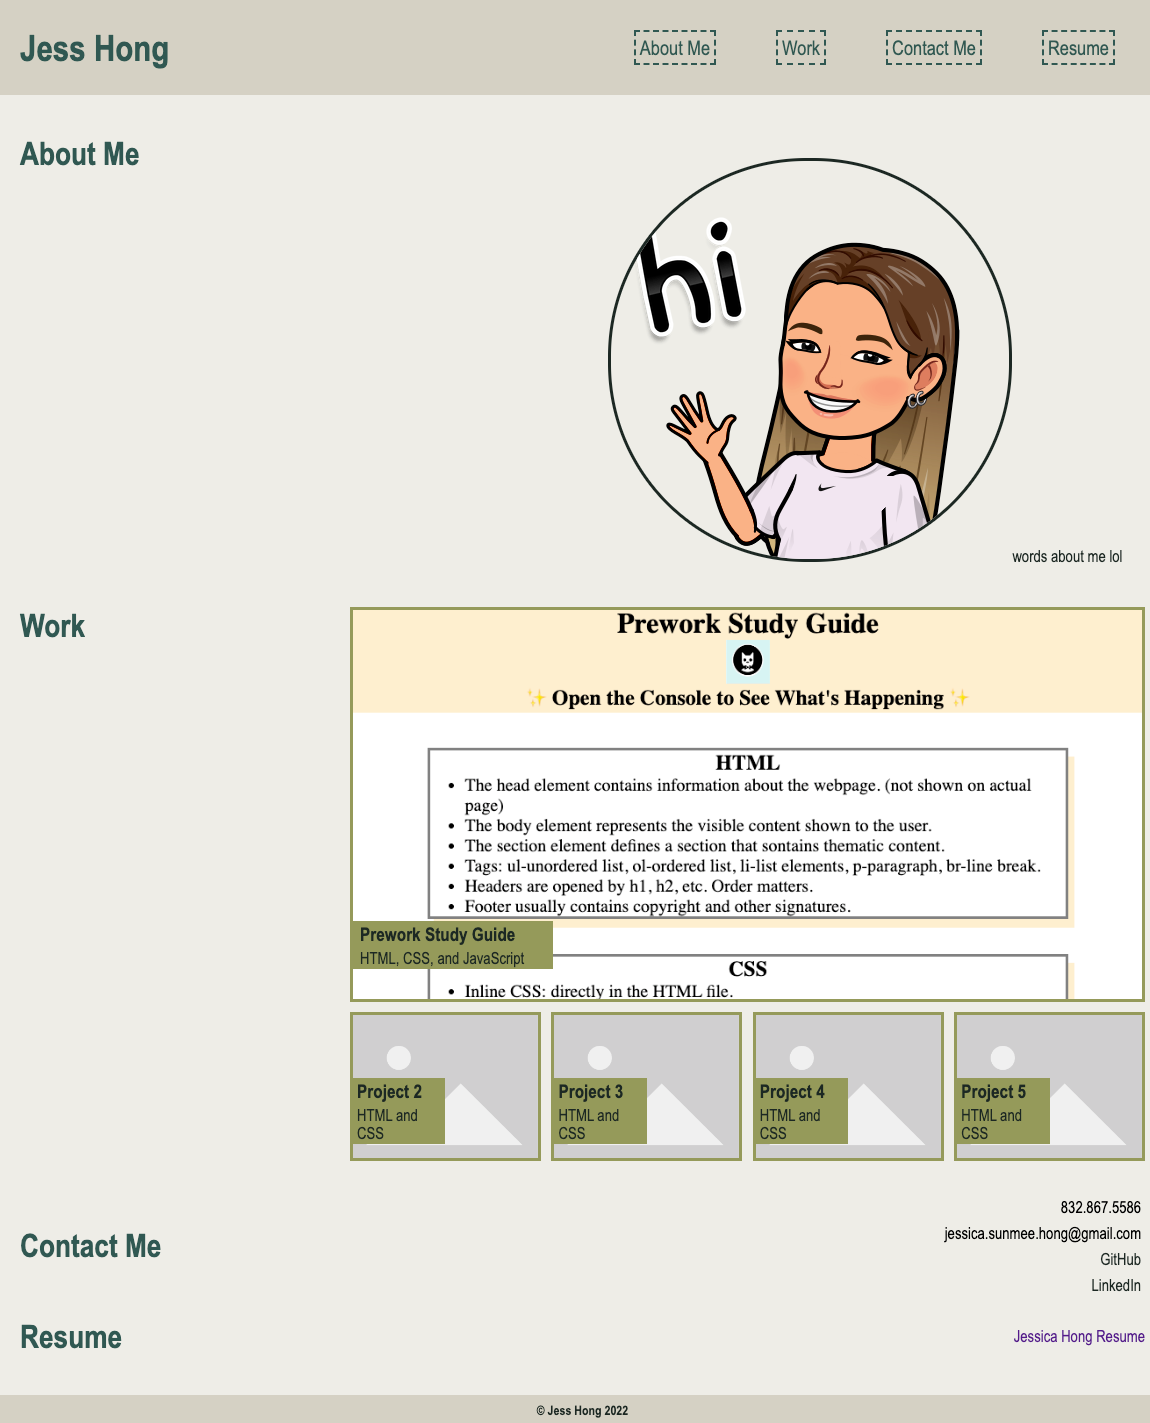 Jess Hong
About Me
Work
Contact Me
Resume
About Me
hi
words about me lol
Work
Prework Study Guide
✨ Open the Console to See What's Happening ✨
HTML
• The head element contains information about the webpage. (not shown on actual
page)
• The body element represents the visible content shown to the user.
• The section element defines a section that sontains thematic content.
• Tags: ul-unordered list, ol-ordered list, li-list elements, p-paragraph, br-line break.
• Headers are opened by h1, h2, etc. Order matters.
• Footer usually contains copyright and other signatures.
Prework Study Guide
HTML, CSS, and JavaScript
CSS
• Inline CSS: directly in the HTML file.
Project 2
HTML and
CSS
Project 3
HTML and
CSS
Project 4
HTML and
CSS
Project 5
HTML and
CSS
Contact Me
832.867.5586
jessica.sunmee.hong@gmail.com
GitHub
LinkedIn
Resume
Jessica Hong Resume
© Jess Hong 2022